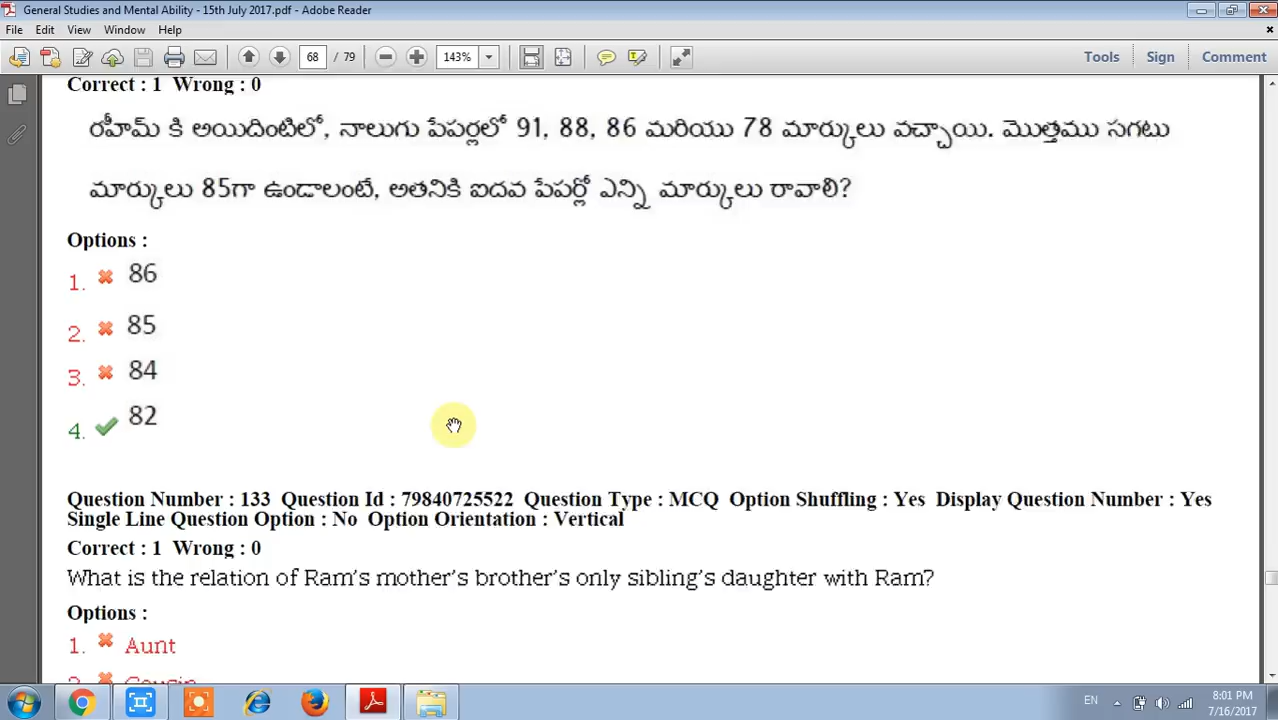 General Studies and Mental Ability - 15th July 2017.pdf - Adobe Reader
File Edit View Window Help
68 / 79 143% Tools Sign Comment
Correct : 1 Wrong : 0
రహీమ్ కి అయిదింటిలో, నాలుగు పేపర్లలో 91, 88, 86 మరియు 78 మార్కులు వచ్చాయి. మొత్తము సగటు
మార్కులు 85గా ఉండాలంటే, అతనికి ఐదవ పేపర్లో ఎన్ని మార్కులు రావాలి?
Options :
1. 86
2. 85
3. 84
4. 82
Question Number : 133 Question Id : 79840725522 Question Type : MCQ Option Shuffling : Yes Display Question Number : Yes
Single Line Question Option : No Option Orientation : Vertical
Correct : 1 Wrong : 0
What is the relation of Ram's mother's brother's only sibling's daughter with Ram?
Options :
1. Aunt
2. Cousin
EN 8:01 PM
7/16/2017